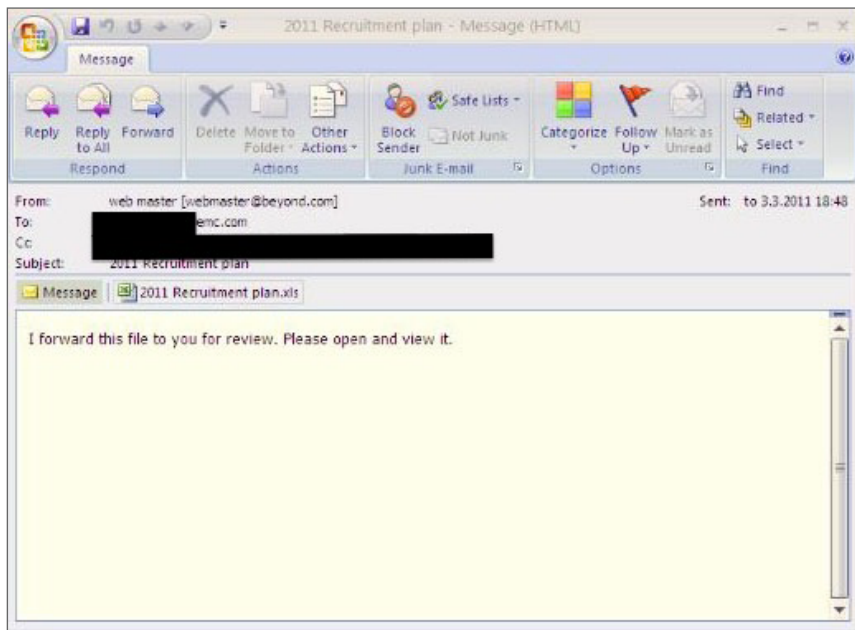 2011 Recruitment plan - Message (HTML)
Message
Reply Reply to All Forward
Respond
Delete Move to Folder Other Actions
Actions
Block Sender Safe Lists Not Junk
Junk E-mail
Categorize Follow Up Mark as Unread
Options
Find
Related
Select
Find
From: web master [webmaster@beyond.com] Sent: to 3.3.2011 18:48
To: emc.com
Cc:
Subject: 2011 Recruitment plan
Message 2011 Recruitment plan.xls
I forward this file to you for review. Please open and view it.